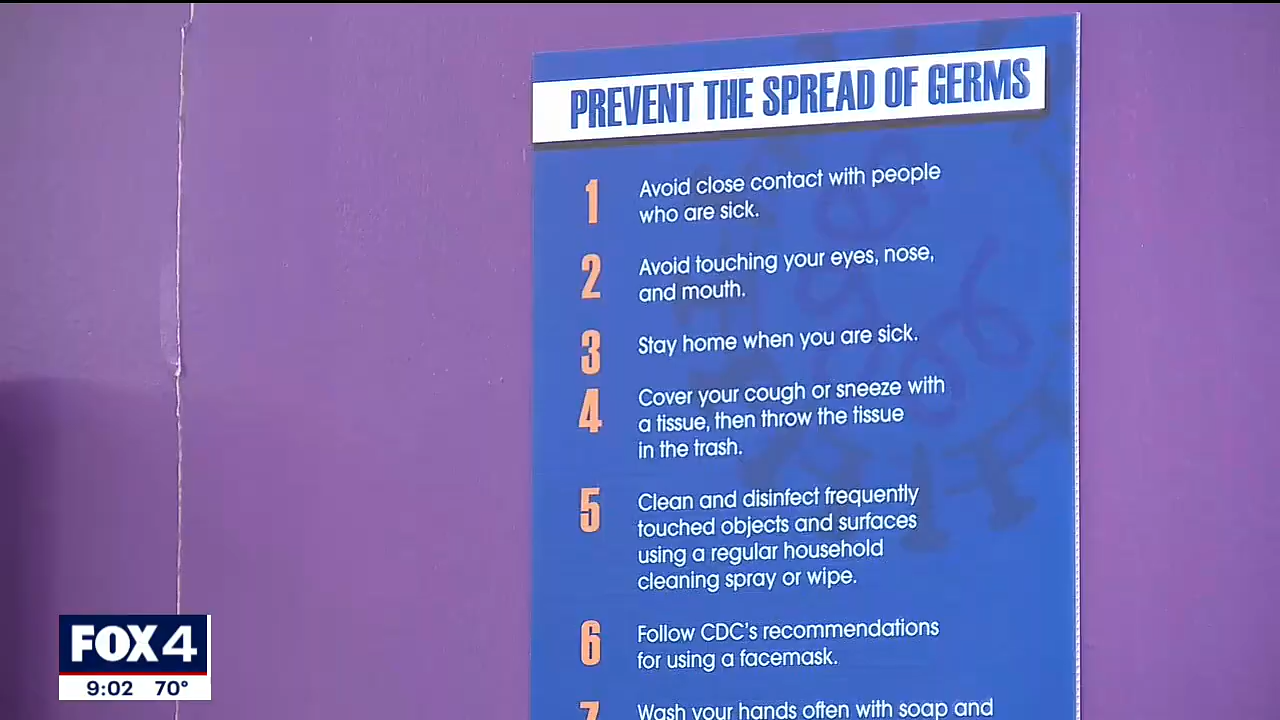 PREVENT THE SPREAD OF GERMS
1 Avoid close contact with people
who are sick.
2 Avoid touching your eyes, nose,
and mouth.
3 Stay home when you are sick.
4 Cover your cough or sneeze with
a tissue, then throw the tissue
in the trash.
5 Clean and disinfect frequently
touched objects and surfaces
using a regular household
cleaning spray or wipe.
6 Follow CDC's recommendations
for using a facemask.
7 Wash your hands often with soap and
FOX 4
9:02 70°